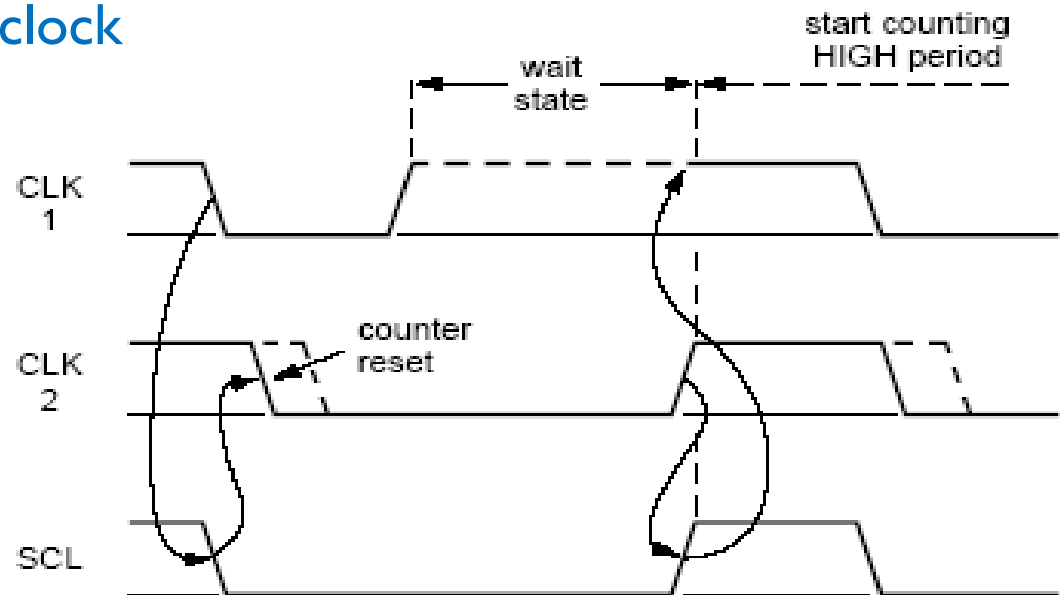 clock
start counting
HIGH period
wait
state
CLK
1
counter
reset
CLK
2
SCL